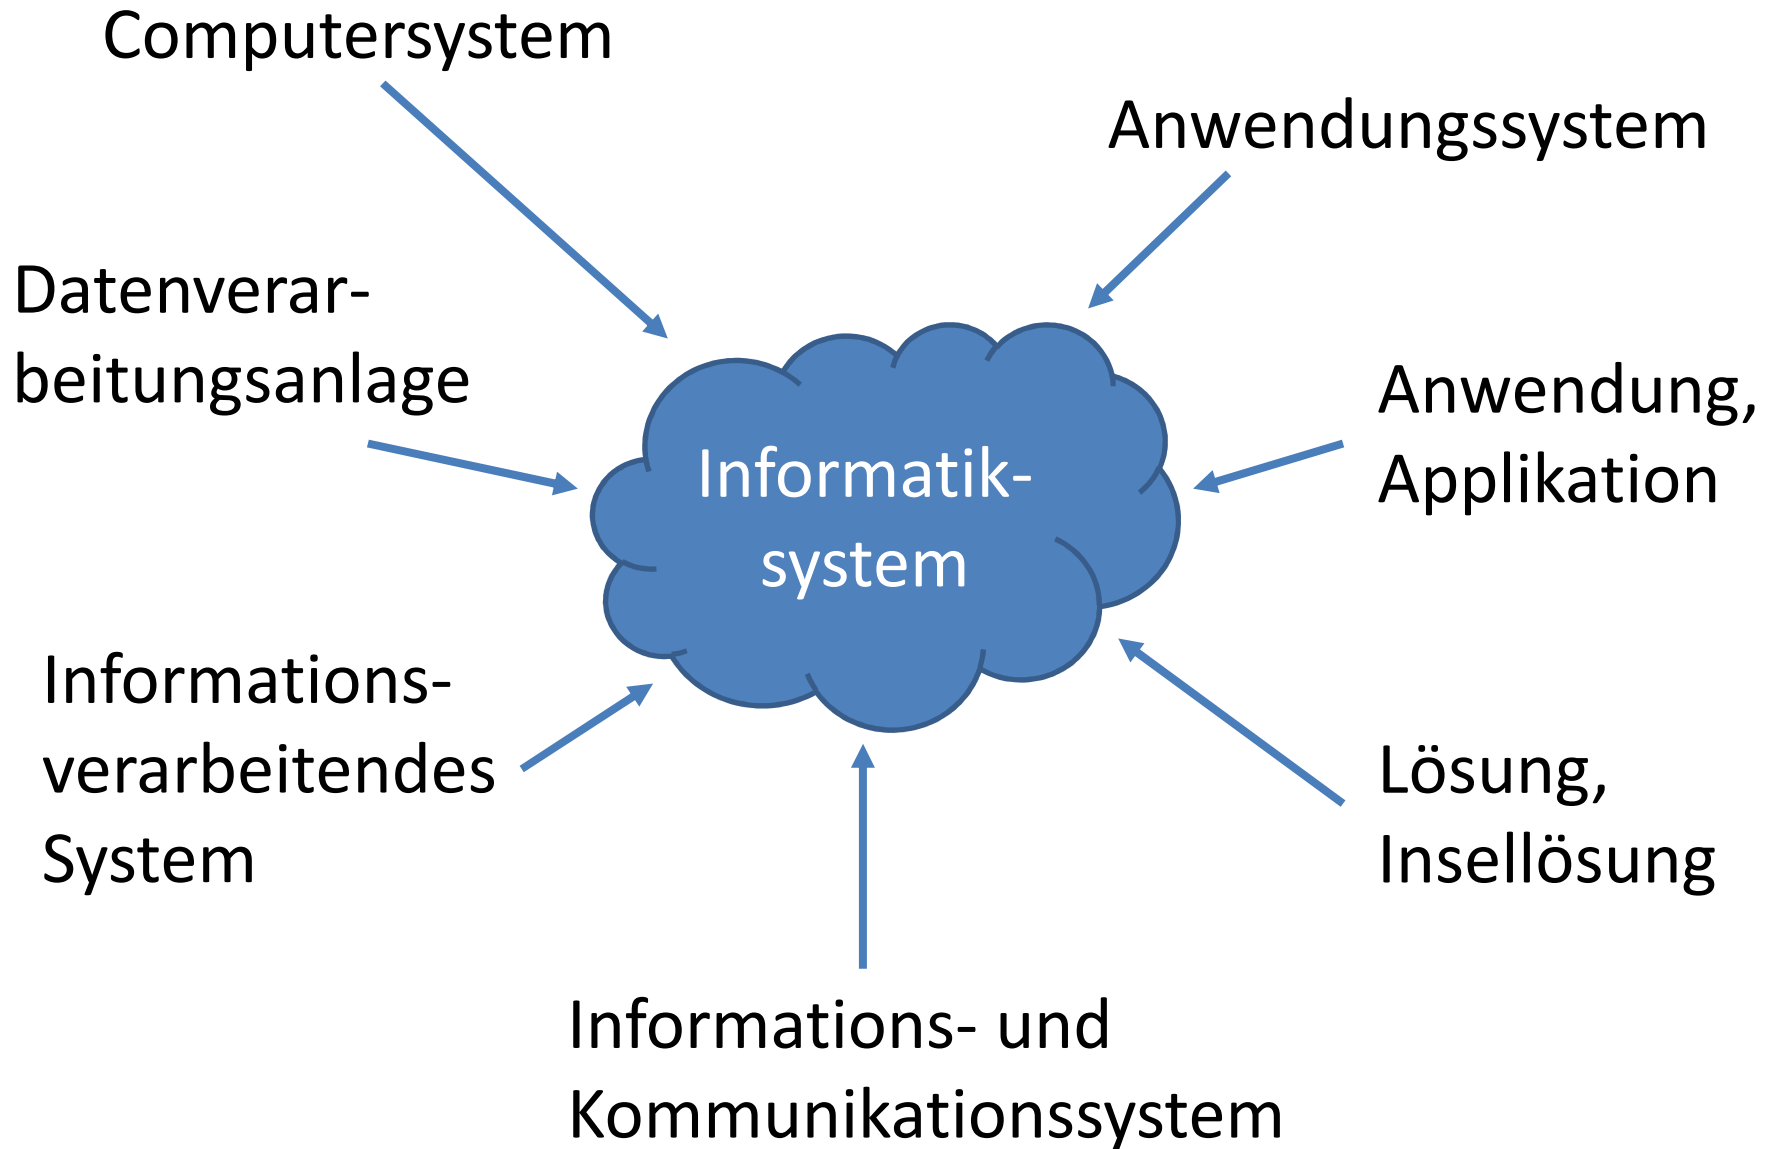 Computersystem
Anwendungssystem
Datenverar-
beitungsanlage
Anwendung,
Applikation
Informatik-
system
Informations-
verarbeitendes
System
Lösung,
Insellösung
Informations- und
Kommunikationssystem